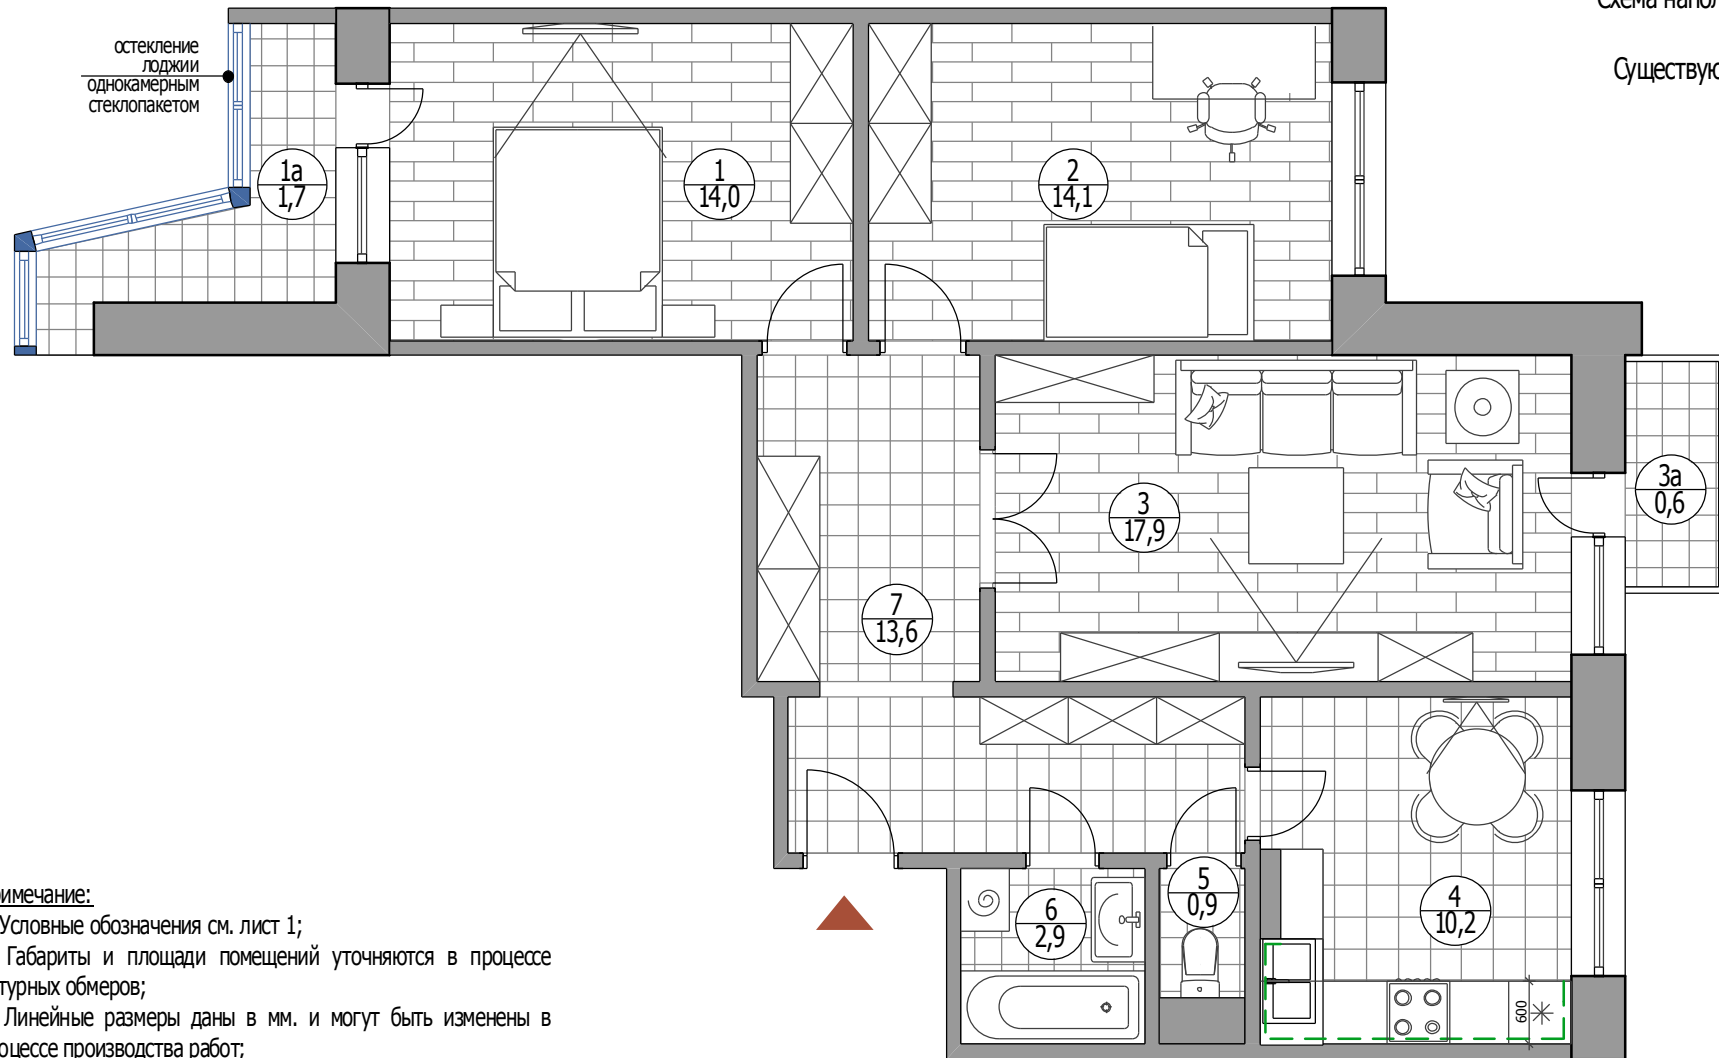 Схема
Существую
остекление
лоджии
однокамерным
стеклопакетом
1а
1,7
1
14,0
2
14,1
3
17,9
3а
0,6
7
13,6
5
0,9
6
2,9
4
10,2
600
римечание:
Условные обозначения см. лист 1;
Габариты и площади помещений уточняются в процессе
турных обмеров;
Линейные размеры даны в мм. и могут быть изменены в
оцессе производства работ;